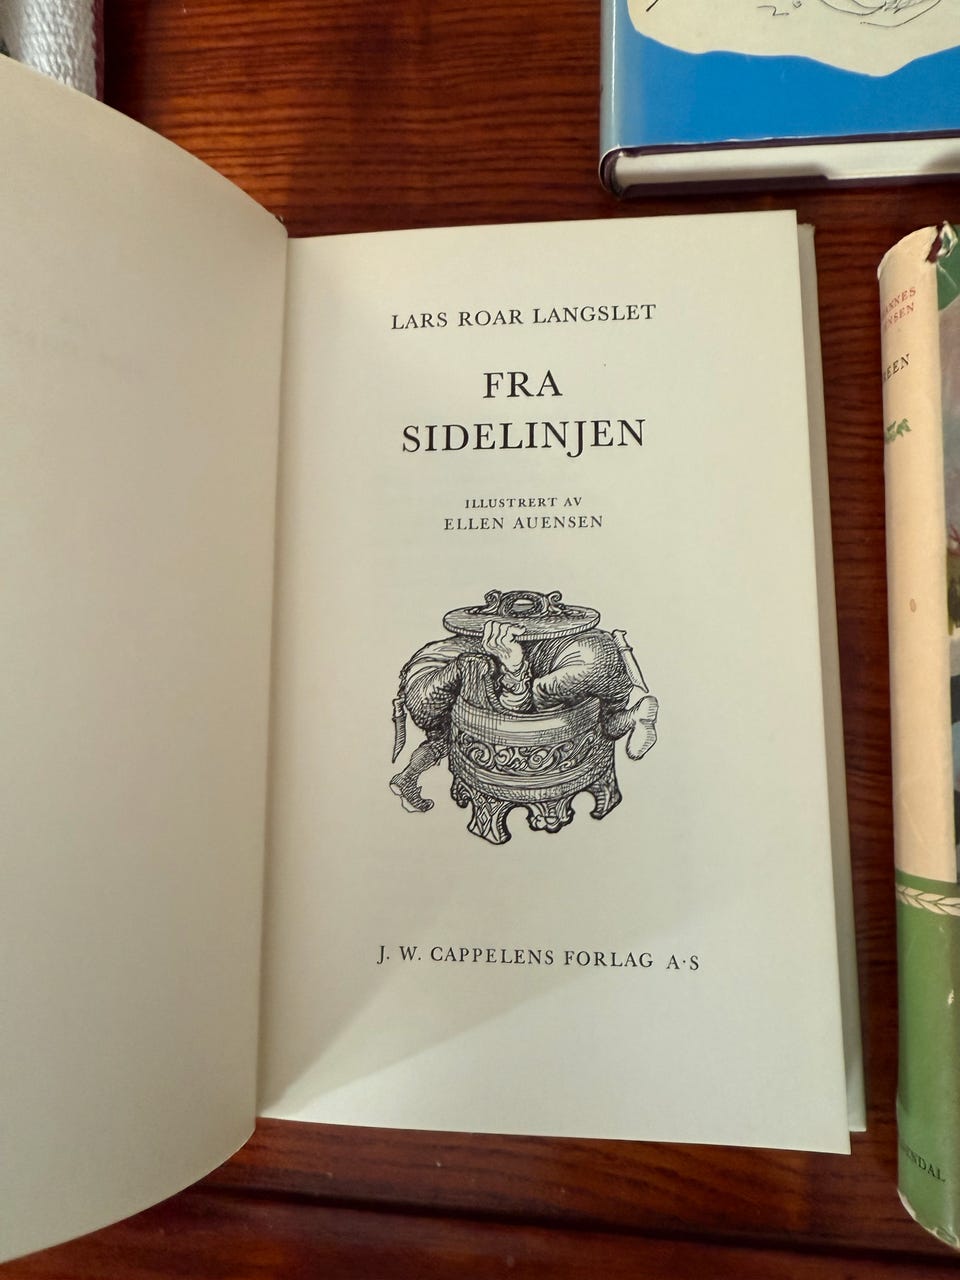 LARS ROAR LANGSLET
FRA
SIDELINJEN
ILLUSTRERT AV
ELLEN AUENSEN
J. W. CAPPELENS FORLAG A·S